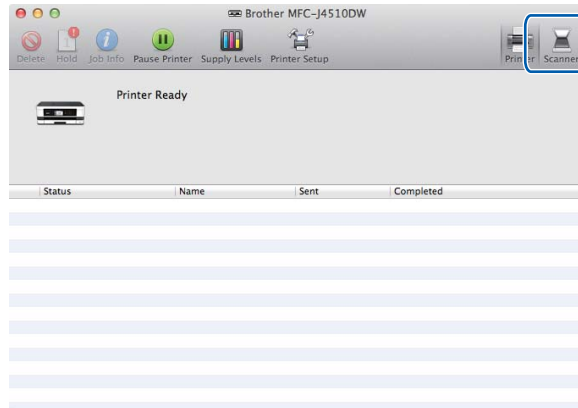 Brother MFC-J4510DW
Delete Hold Job Info Pause Printer Supply Levels Printer Setup Printer Scanner
Printer Ready
Status Name Sent Completed